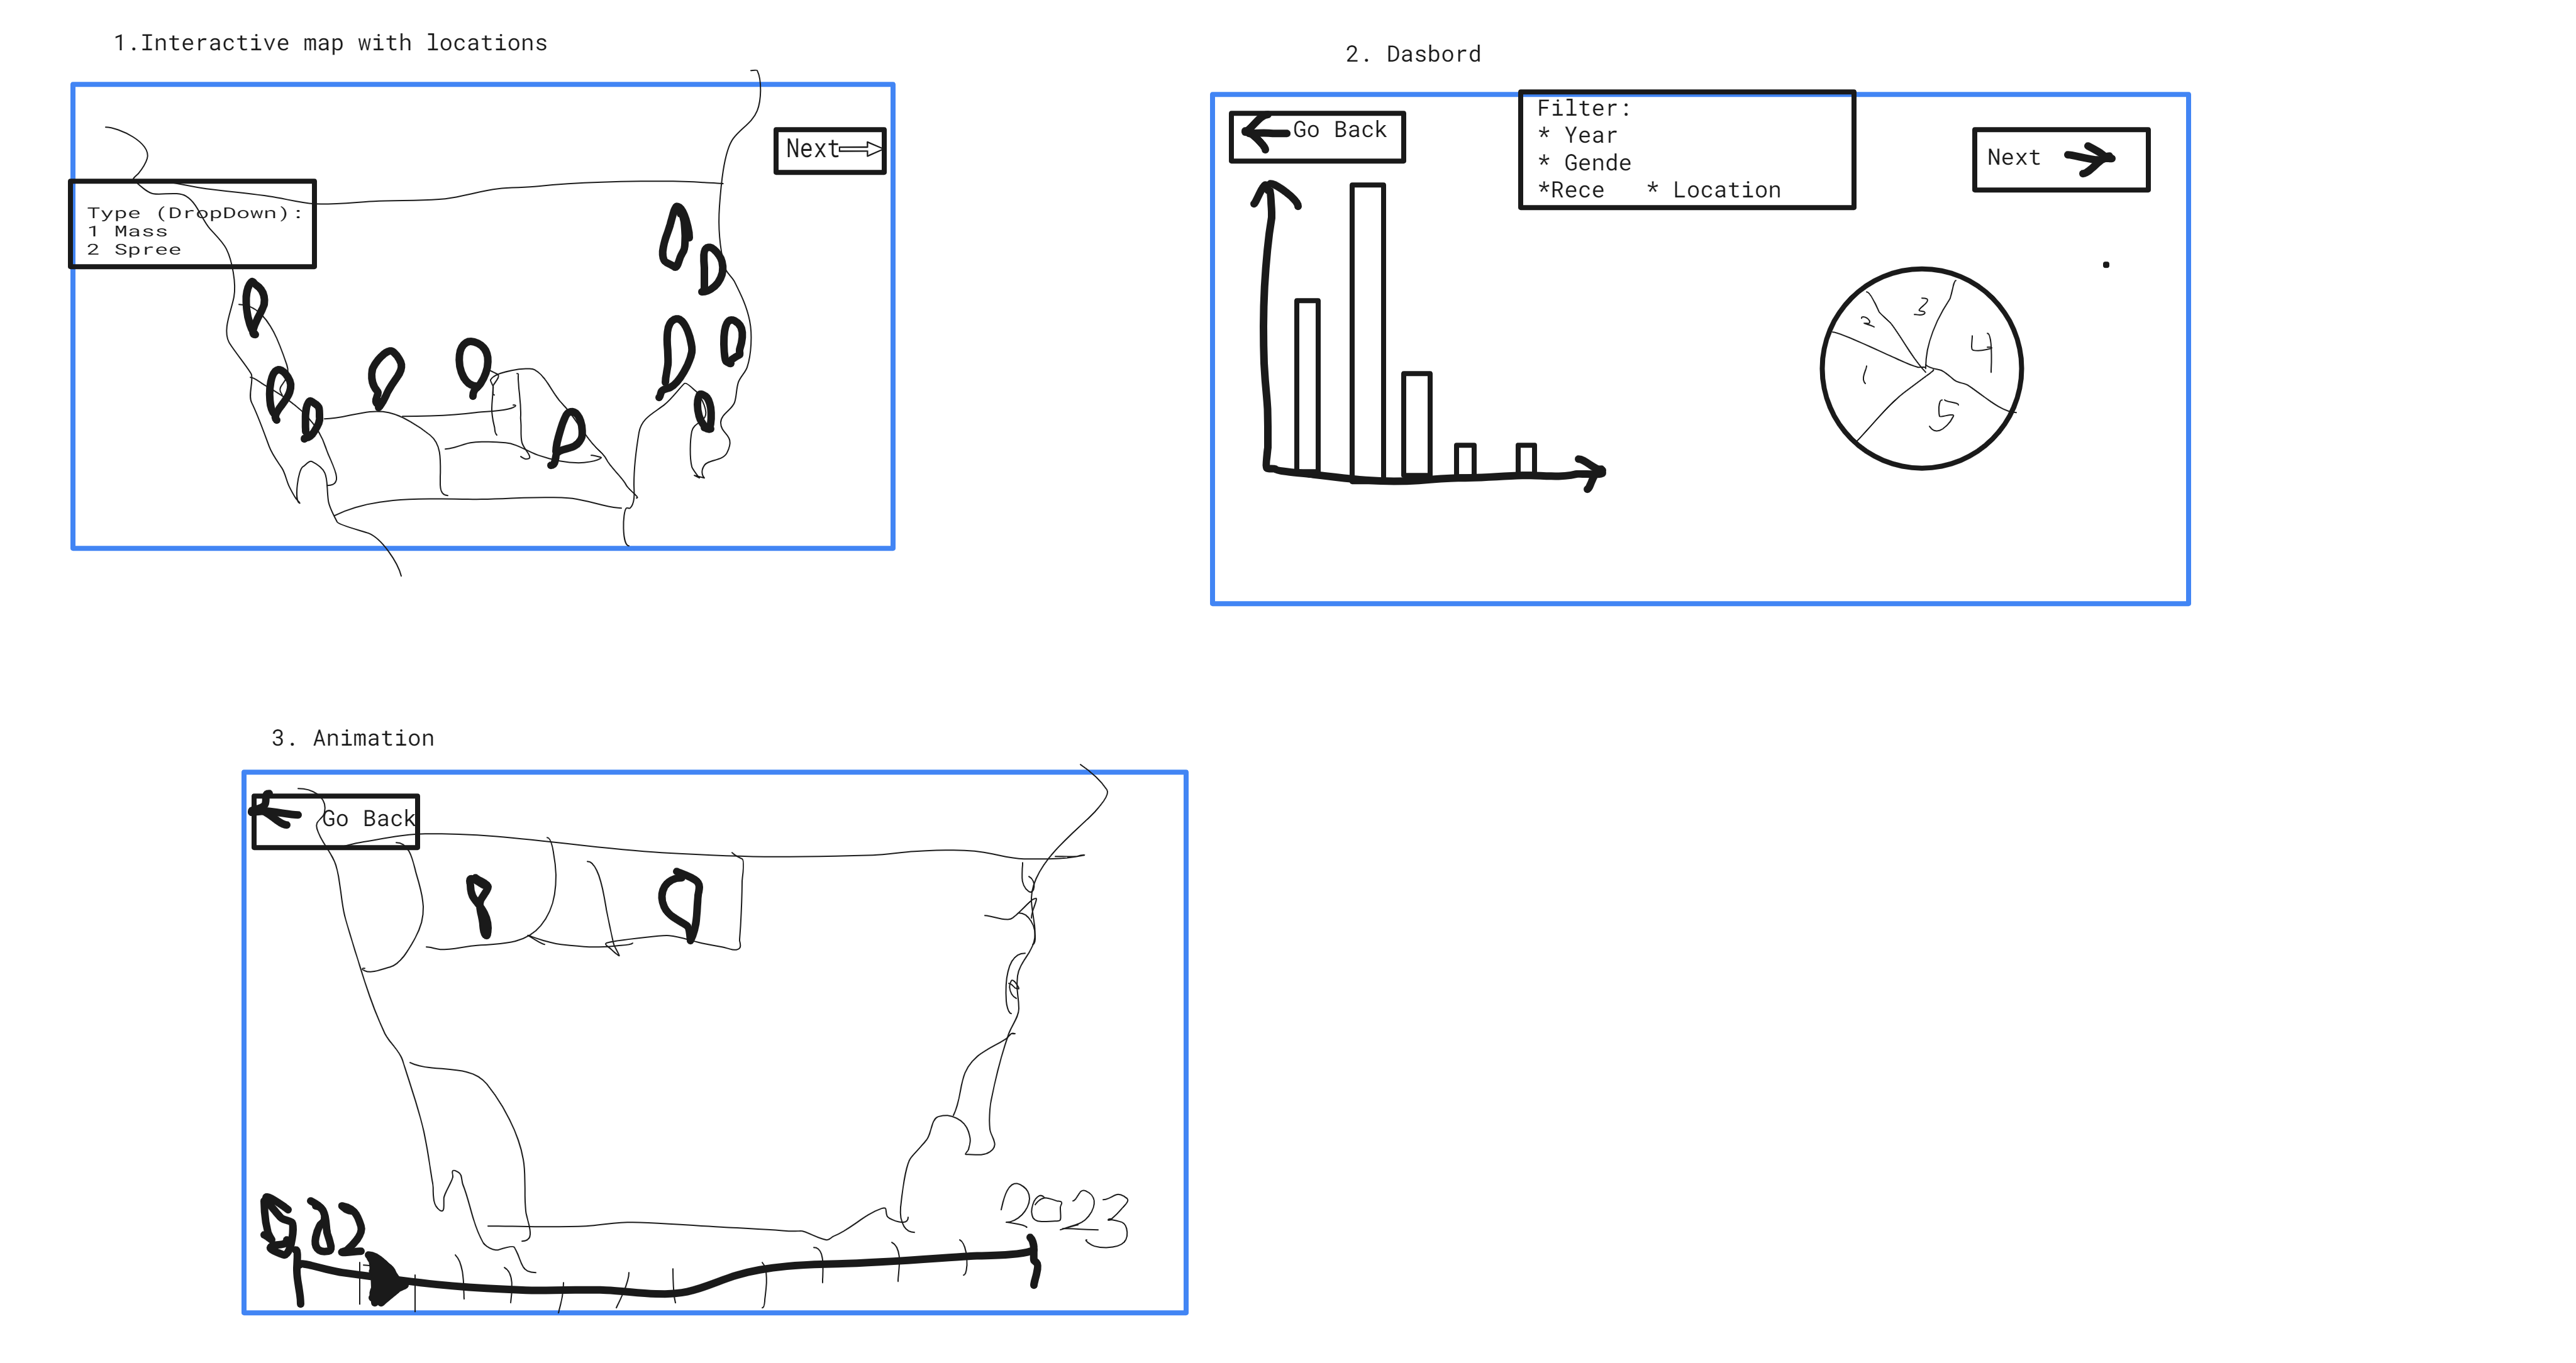 1.Interactive map with locations
Next
Type (DropDown):
1 Mass
2 Spree
2. Dasbord
Go Back
Filter:
* Year
* Gende
*Rece   * Location
Next
3
2
4
1
5
3. Animation
Go Back
2023